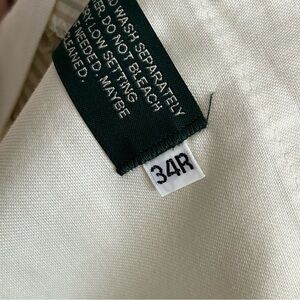 WASH SEPARATELY
DO NOT BLEACH
LOW SETTING
NEEDED. MAYBE
CLEANED.
34R